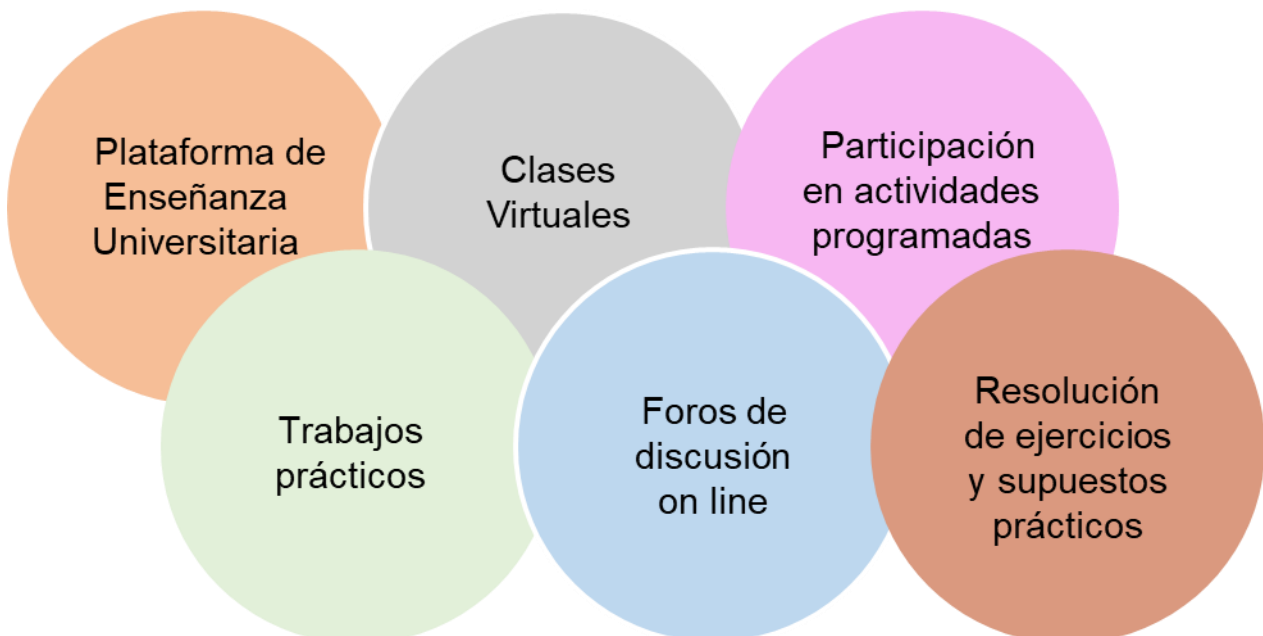 Plataforma de
Enseñanza
Universitaria
Clases
Virtuales
Participación
en actividades
programadas
Trabajos
prácticos
Foros de
discusión
on line
Resolución
de ejercicios
y supuestos
prácticos